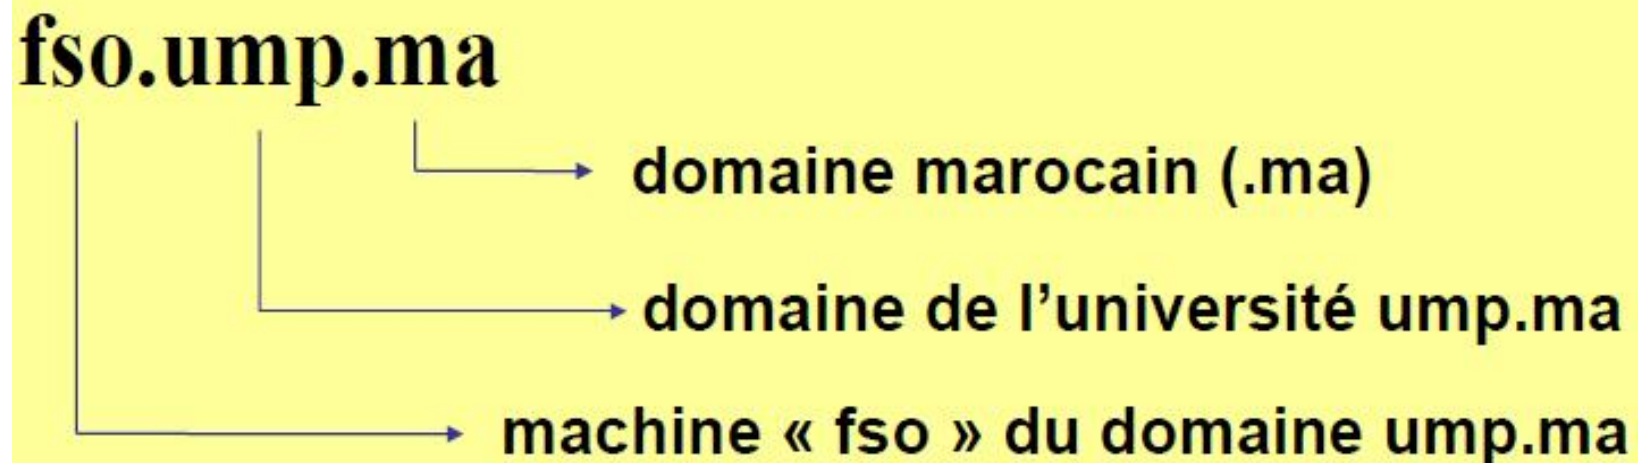 fso.ump.ma
domaine marocain (.ma)
domaine de l’université ump.ma
machine « fso » du domaine ump.ma